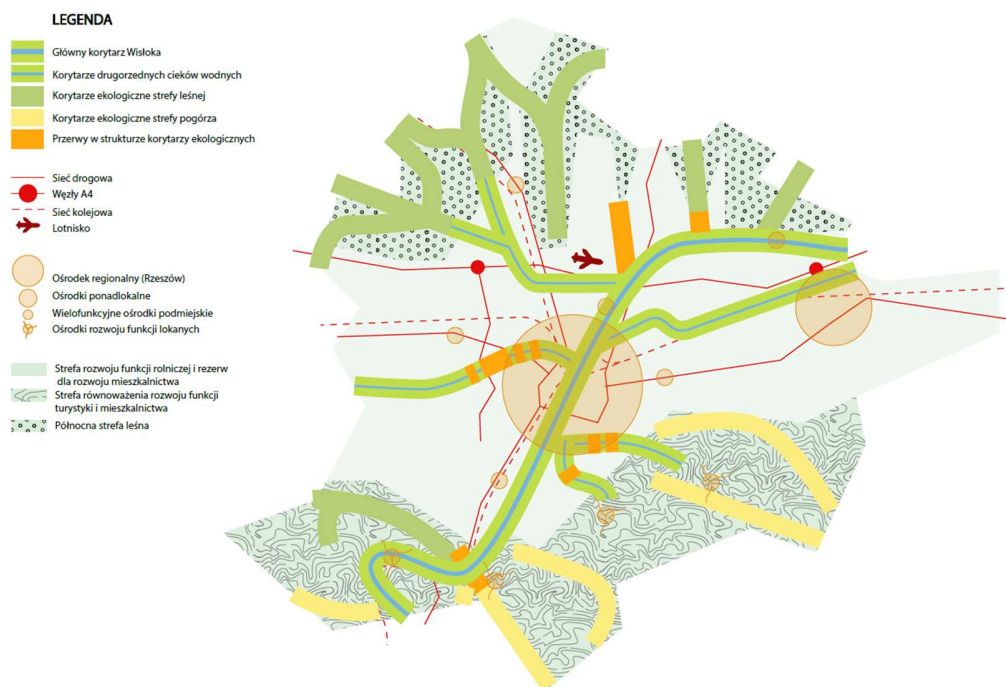 LEGENDA
Główny korytarz Wisłoka
Korytarze drugorzędnych cieków wodnych
Korytarze ekologiczne strefy leśnej
Korytarze ekologiczne strefy pogórza
Przerwy w strukturze korytarzy ekologicznych
Sieć drogowa
Węzły A4
Sieć kolejowa
Lotnisko
Ośrodek regionalny (Rzeszów)
Ośrodki ponadlokalne
Wielofunkcyjne ośrodki podmiejskie
Ośrodki rozwoju funkcji lokanych
Strefa rozwoju funkcji rolniczej i rezerw
dla rozwoju mieszkalnictwa
Strefa równoważenia rozwoju funkcji
turystyki i mieszkalnictwa
Północna strefa leśna